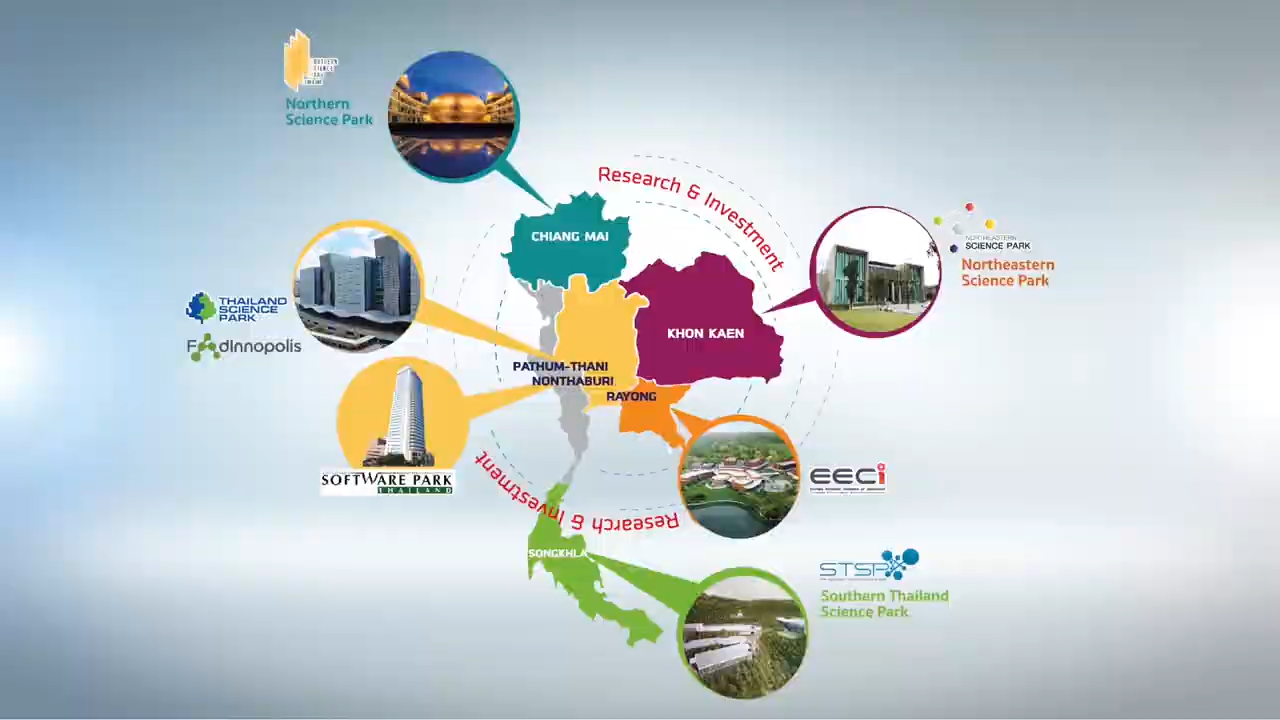 Northern
Science Park
Research & Investment
CHIANG MAI
NORTHEASTERN
SCIENCE PARK
Northeastern
Science Park
THAILAND
SCIENCE
PARK
FoodInnopolis
KHON KAEN
PATHUM-THANI
NONTHABURI
RAYONG
SOFTWARE PARK
THAILAND
EECi
Research & Investment
SONGKHLA
STSP
Southern Thailand
Science Park